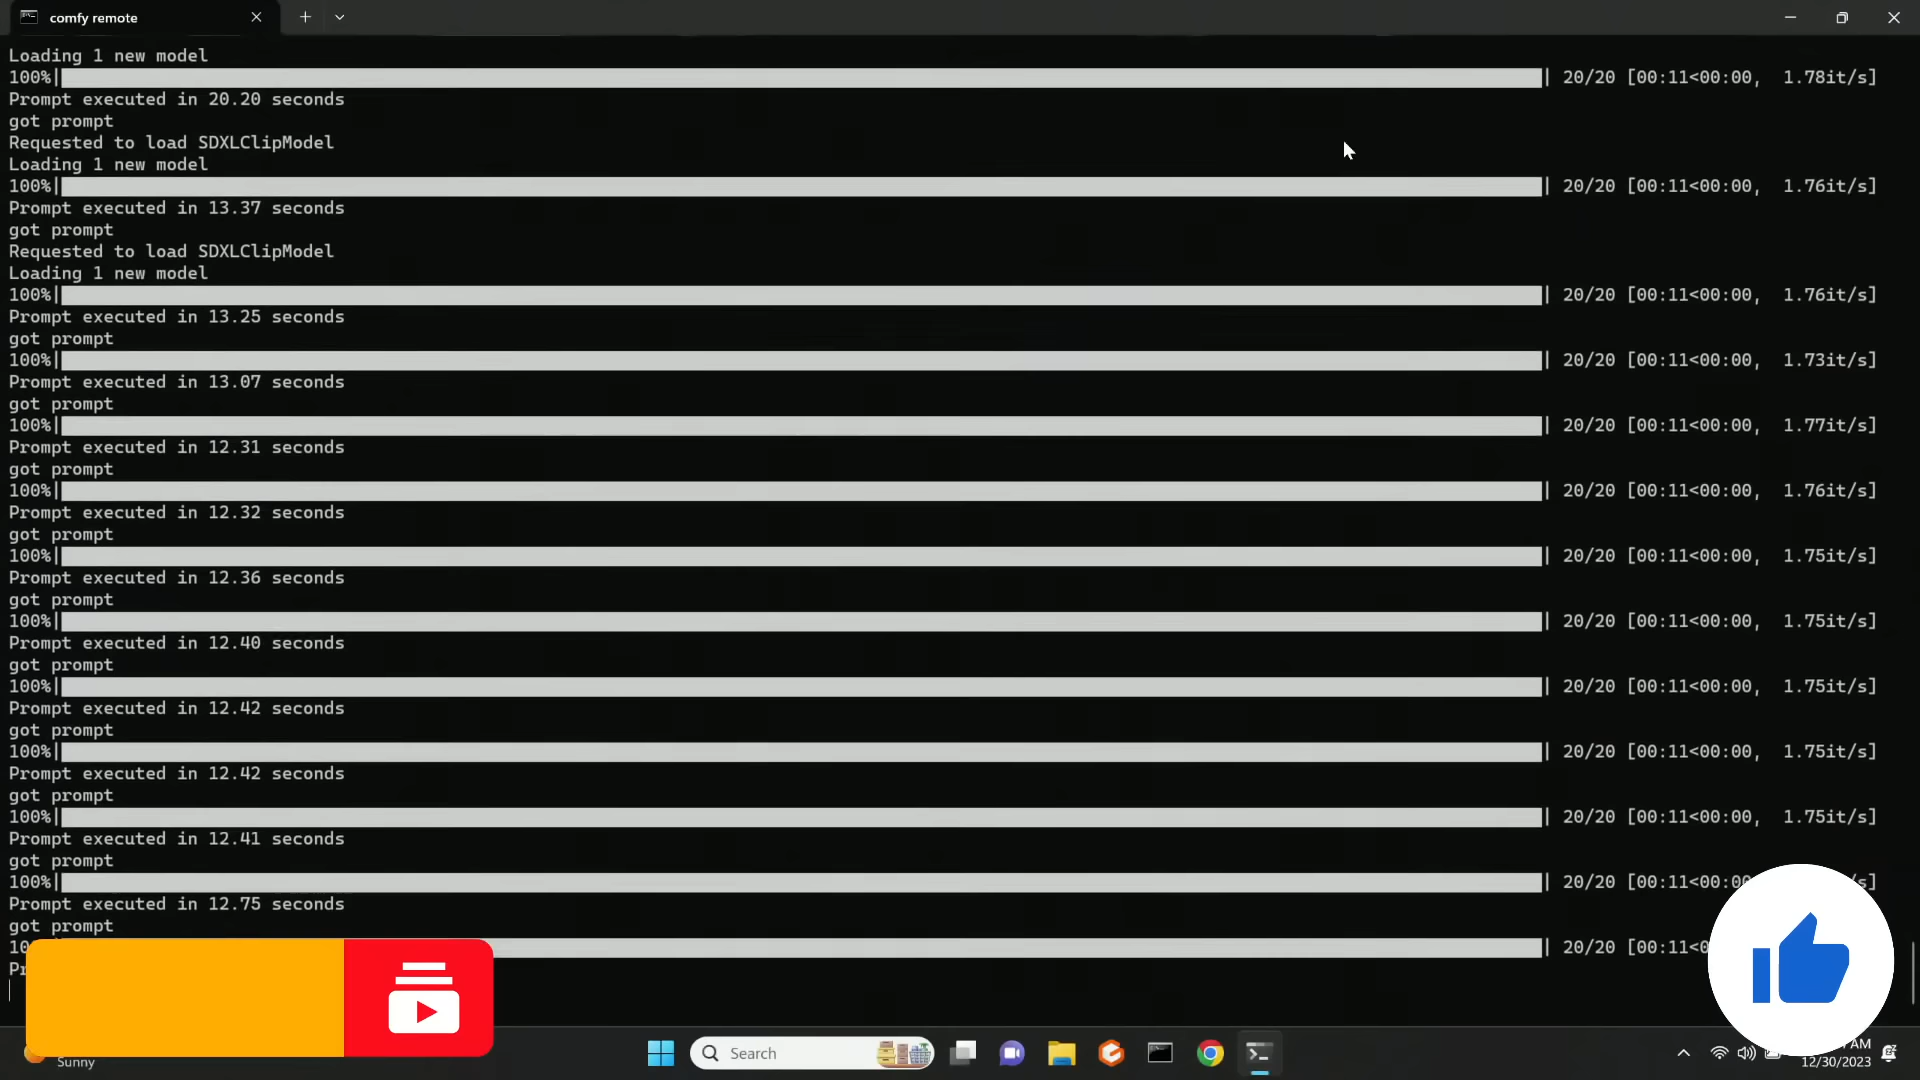 comfy remote
Loading 1 new model
100%| | 20/20 [00:11<00:00, 1.78it/s]
Prompt executed in 20.20 seconds
got prompt
Requested to load SDXLClipModel
Loading 1 new model
100%| | 20/20 [00:11<00:00, 1.76it/s]
Prompt executed in 13.37 seconds
got prompt
Requested to load SDXLClipModel
Loading 1 new model
100%| | 20/20 [00:11<00:00, 1.76it/s]
Prompt executed in 13.25 seconds
got prompt
100%| | 20/20 [00:11<00:00, 1.73it/s]
Prompt executed in 13.07 seconds
got prompt
100%| | 20/20 [00:11<00:00, 1.77it/s]
Prompt executed in 12.31 seconds
got prompt
100%| | 20/20 [00:11<00:00, 1.76it/s]
Prompt executed in 12.32 seconds
got prompt
100%| | 20/20 [00:11<00:00, 1.75it/s]
Prompt executed in 12.36 seconds
got prompt
100%| | 20/20 [00:11<00:00, 1.75it/s]
Prompt executed in 12.40 seconds
got prompt
100%| | 20/20 [00:11<00:00, 1.75it/s]
Prompt executed in 12.42 seconds
got prompt
100%| | 20/20 [00:11<00:00, 1.75it/s]
Prompt executed in 12.42 seconds
got prompt
100%| | 20/20 [00:11<00:00, 1.75it/s]
Prompt executed in 12.41 seconds
got prompt
100%| | 20/20 [00:11<00:00
Prompt executed in 12.75 seconds
got prompt
| 20/20 [00:11<
Sunny
Search
AM
12/30/2023